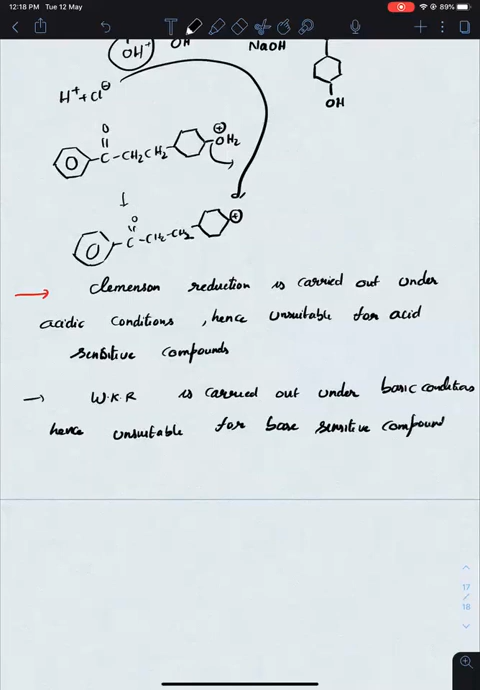 12:18 PM Tue 12 May
89%
OH⁺ OH NaOH
OH
H⁺ + Cl⊖
O
C-CH2CH2- OH2 ⊕
O
C-CH2-CH2 ⊕
→ Clemenson reduction is carried out under
acidic conditions, hence unsuitable for acid
sensitive compounds
→ W.K.R is carried out under basic conditions
hence unsuitable for base sensitive compound
17
/
18